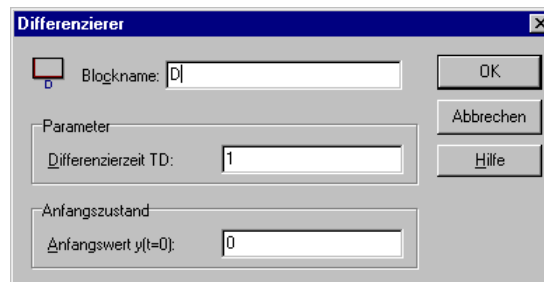 Differenzierer
D
Blockname: D
OK
Abbrechen
Hilfe
Parameter
Differenzierzeit TD: 1
Anfangszustand
Anfangswert y(t=0): 0